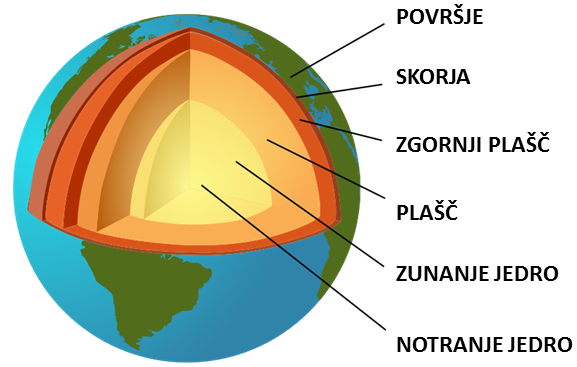 POVRŠJE
SKORJA
ZGORNJI PLAŠČ
PLAŠČ
ZUNANJE JEDRO
NOTRANJE JEDRO